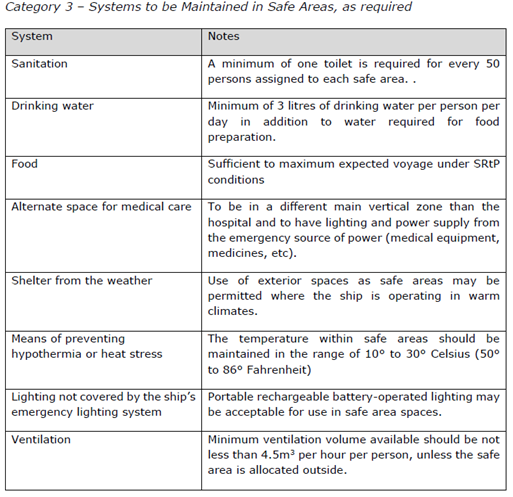 Category 3 – Systems to be Maintained in Safe Areas, as required
System
Notes
Sanitation
A minimum of one toilet is required for every 50
persons assigned to each safe area. .
Drinking water
Minimum of 3 litres of drinking water per person per
day in addition to water required for food
preparation.
Food
Sufficient to maximum expected voyage under SRtP
conditions
Alternate space for medical care
To be in a different main vertical zone than the
hospital and to have lighting and power supply from
the emergency source of power (medical equipment,
medicines, etc).
Shelter from the weather
Use of exterior spaces as safe areas may be
permitted where the ship is operating in warm
climates.
Means of preventing
hypothermia or heat stress
The temperature within safe areas should be
maintained in the range of 10° to 30° Celsius (50°
to 86° Fahrenheit)
Lighting not covered by the ship's
emergency lighting system
Portable rechargeable battery-operated lighting may
be acceptable for use in safe area spaces.
Ventilation
Minimum ventilation volume available should be not
less than 4.5m³ per hour per person, unless the safe
area is allocated outside.